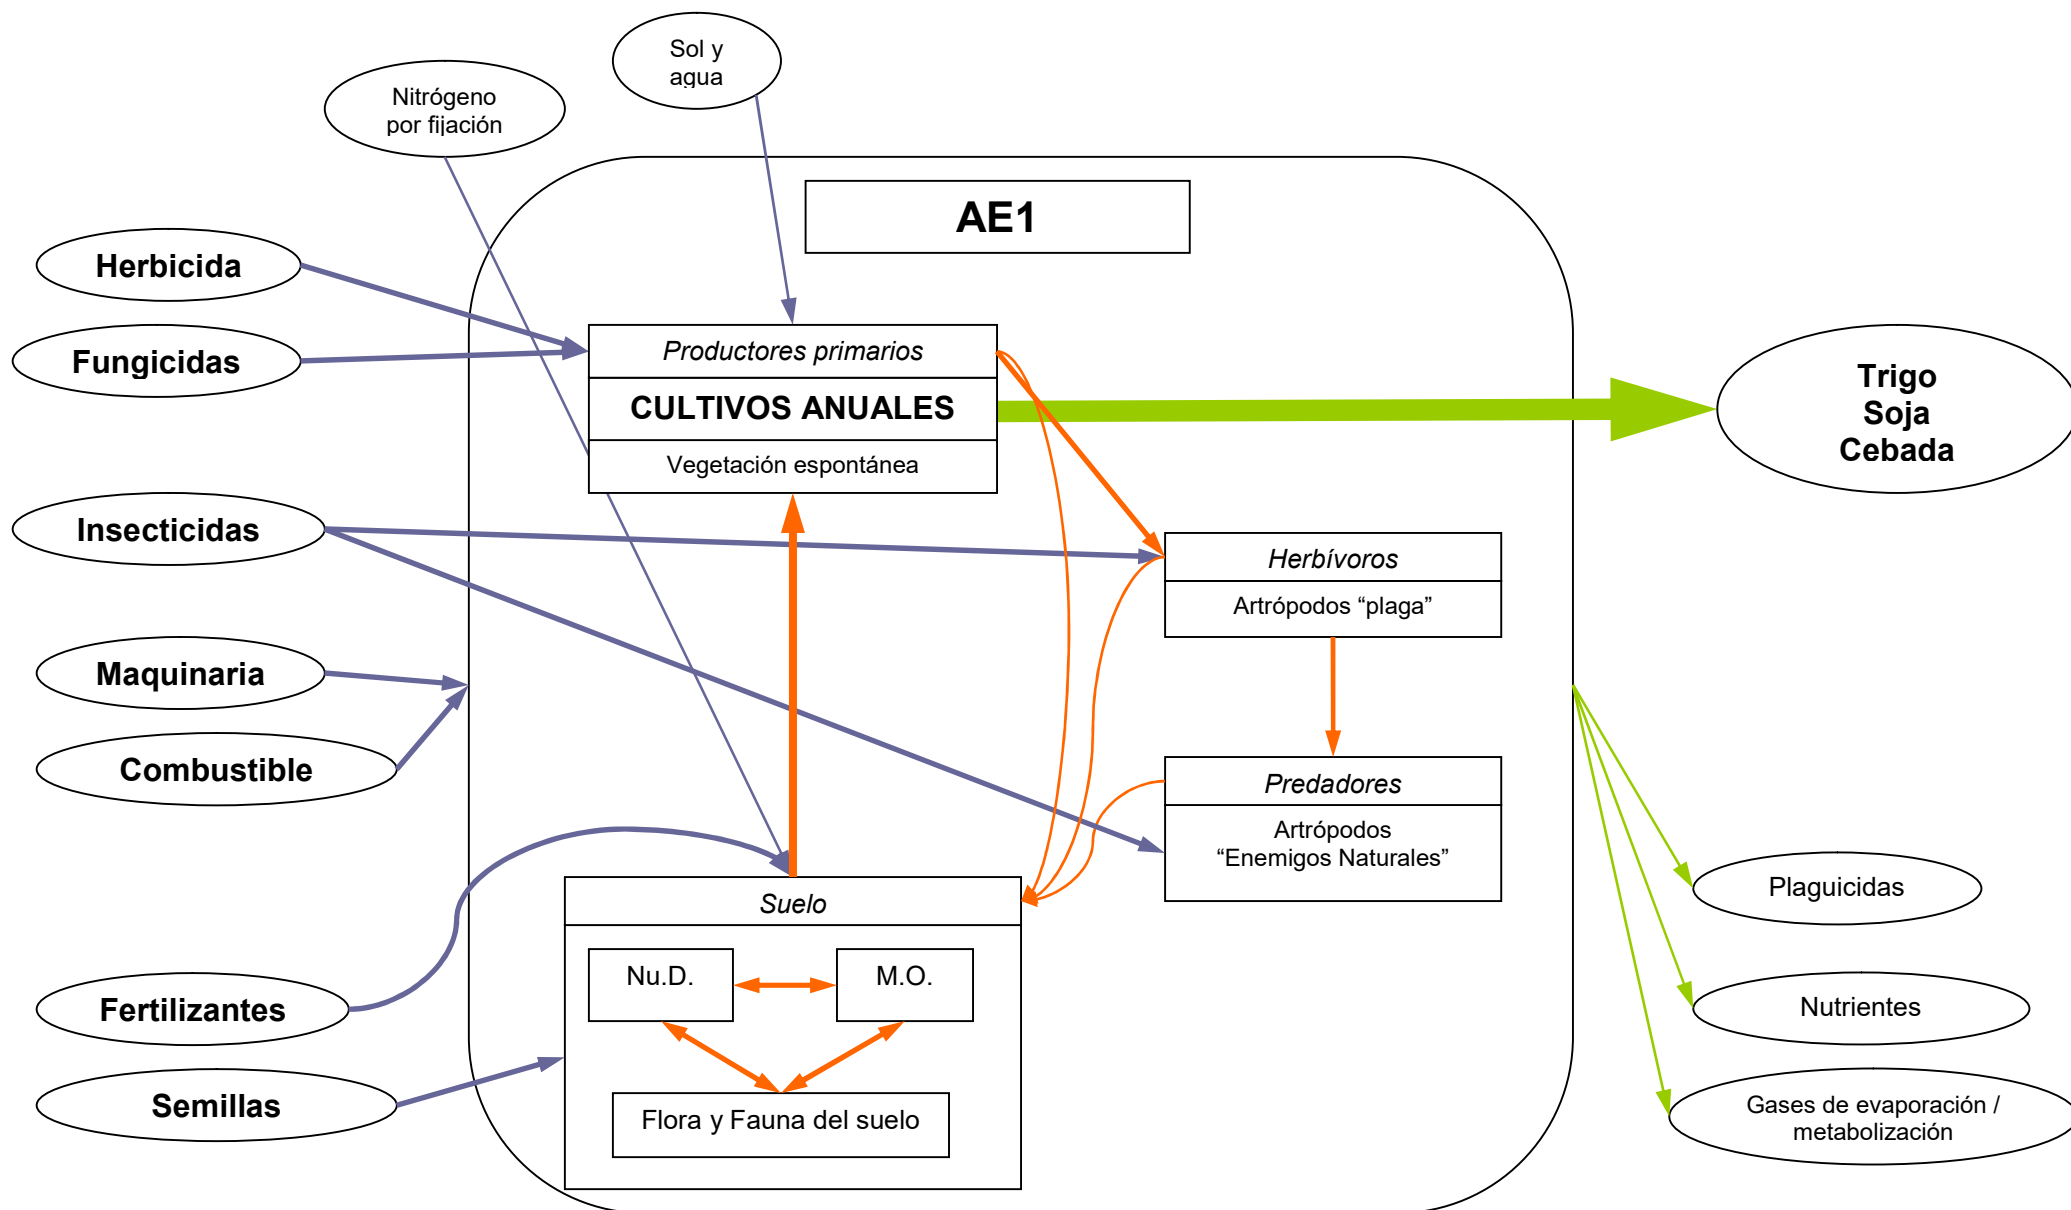 Sol y
agua
Nitrógeno
por fijación
AE1
Herbicida
Fungicidas
Productores primarios
CULTIVOS ANUALES
Vegetación espontánea
Trigo
Soja
Cebada
Insecticidas
Herbívoros
Artrópodos “plaga”
Maquinaria
Combustible
Predadores
Artrópodos
“Enemigos Naturales”
Plaguicidas
Suelo
Nu.D.
M.O.
Fertilizantes
Nutrientes
Semillas
Flora y Fauna del suelo
Gases de evaporación /
metabolización